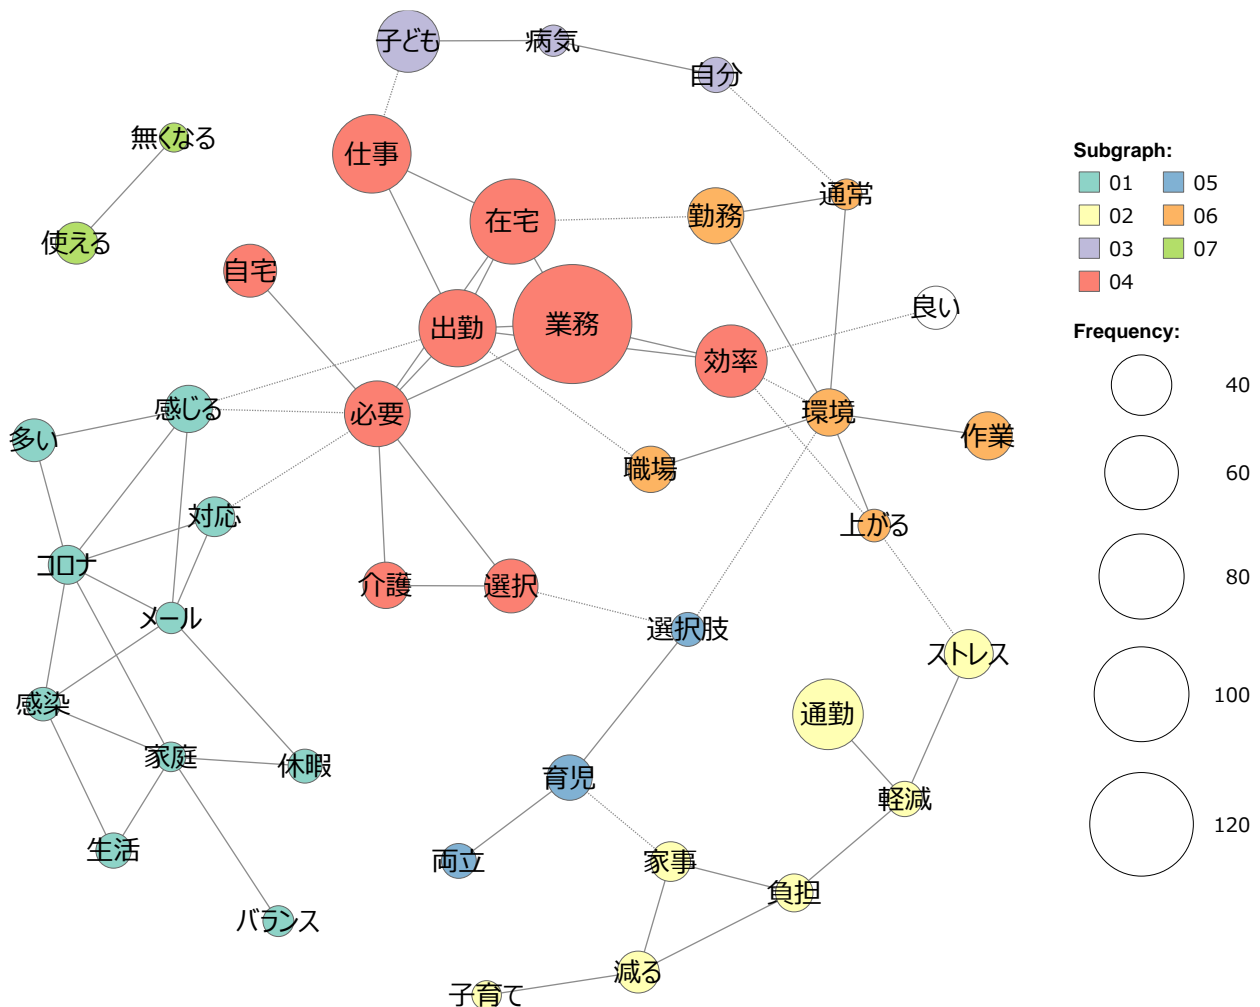 子ども
病気
自分
無くなる
仕事
通常
在宅
勤務
使える
自宅
良い
出勤
業務
効率
感じる
必要
環境
多い
作業
職場
対応
上がる
コロナ
介護
選択
メール
選択肢
ストレス
感染
通勤
家庭
休暇
育児
軽減
生活
両立
家事
負担
バランス
減る
子育て
Subgraph:
01
05
02
06
03
07
04
Frequency:
40
60
80
100
120